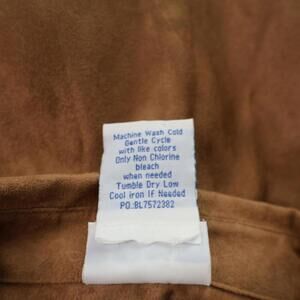 Machine Wash Cold
Gentle Cycle
with like colors
Only Non Chlorine
bleach
when needed
Tumble Dry Low
Cool iron If Needed
PO:BL7572382